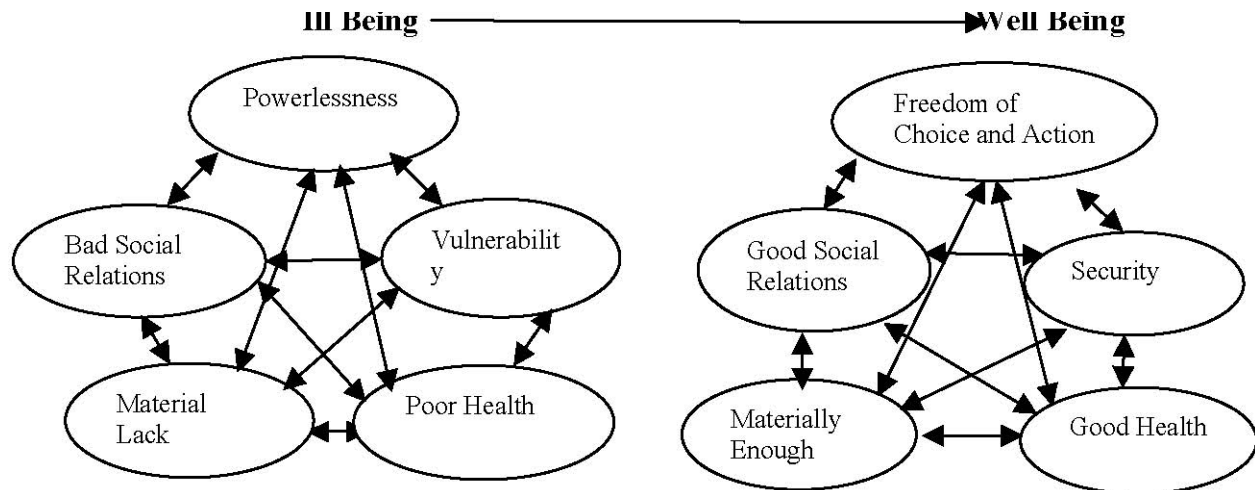 Ill Being
Well Being
Powerlessness
Bad Social
Relations
Vulnerabilit
y
Material
Lack
Poor Health
Freedom of
Choice and Action
Good Social
Relations
Security
Materially
Enough
Good Health